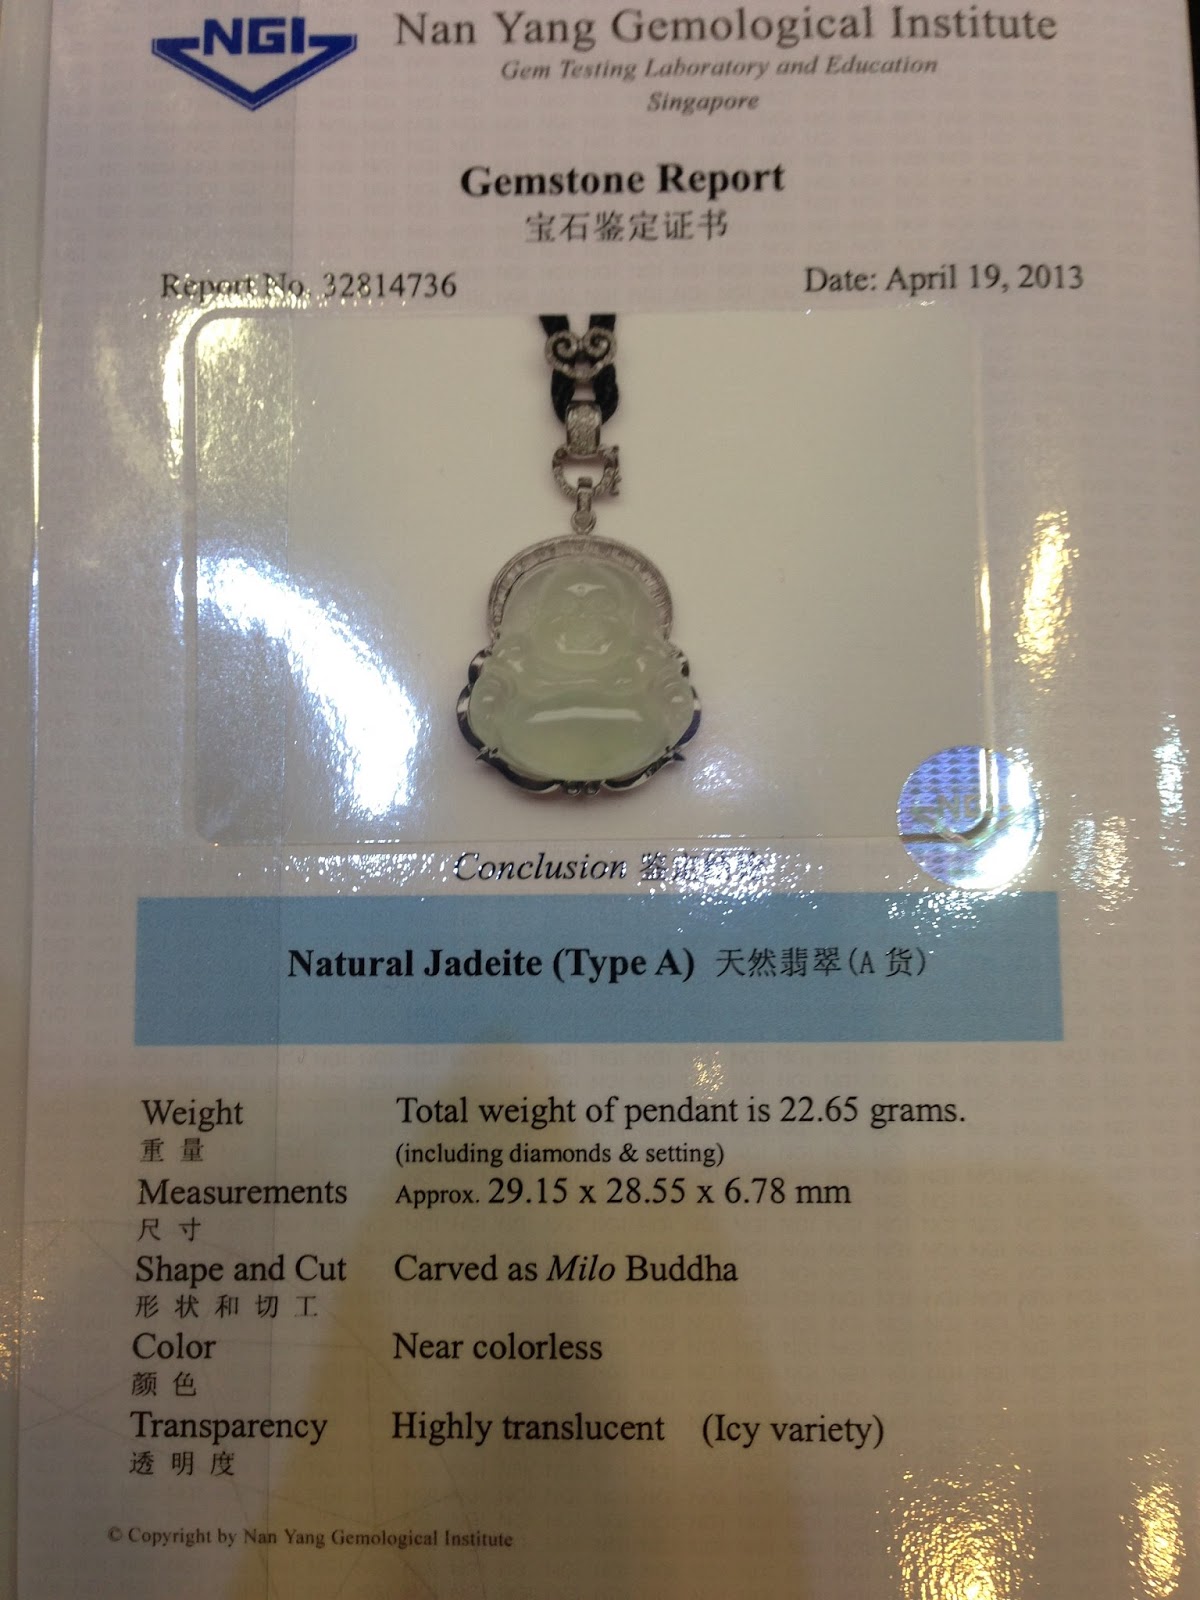 NGI
Nan Yang Gemological Institute
Gem Testing Laboratory and Education
Singapore
Gemstone Report
宝石鉴定证书
Report No. 32814736
Date: April 19, 2013
NGI
Conclusion 鉴定
Natural Jadeite (Type A) 天然翡翠(A 货)
Weight Total weight of pendant is 22.65 grams.
重 量 (including diamonds & setting)
Measurements Approx. 29.15 x 28.55 x 6.78 mm
尺 寸
Shape and Cut Carved as Milo Buddha
形 状 和 切 工
Color Near colorless
颜 色
Transparency Highly translucent (Icy variety)
透 明 度
© Copyright by Nan Yang Gemological Institute